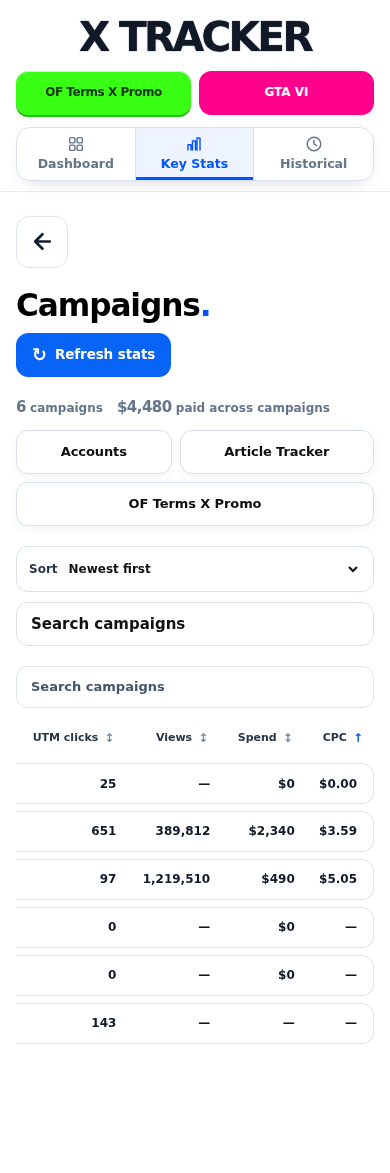 X TRACKER
OF Terms X Promo
GTA VI
Dashboard
Key Stats
Historical
Campaigns.
↻ Refresh stats
6 campaigns $4,480 paid across campaigns
Accounts
Article Tracker
OF Terms X Promo
Sort Newest first
Search campaigns
Search campaigns
UTM clicks ↕ Views ↕ Spend ↕ CPC ↑
25 — $0 $0.00
651 389,812 $2,340 $3.59
97 1,219,510 $490 $5.05
0 — $0 —
0 — $0 —
143 — — —